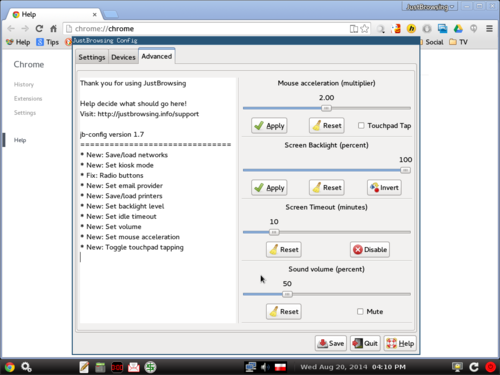 Help
JustBrowsing
chrome://chrome
Help
Tips
Social
TV
JustBrowsing Config
Settings
Devices
Advanced
Chrome
History
Extensions
Settings
Help
Thank you for using JustBrowsing
Help decide what should go here!
Visit: http://justbrowsing.info/support
jb-config version 1.7
==============================
* New: Save/load networks
* New: Set kiosk mode
* Fix: Radio buttons
* New: Set email provider
* New: Save/load printers
* New: Set backlight level
* New: Set idle timeout
* New: Set volume
* New: Set mouse acceleration
* New: Toggle touchpad tapping
Mouse acceleration (multiplier)
2.00
Apply
Reset
Touchpad Tap
Screen Backlight (percent)
100
Apply
Reset
Invert
Screen Timeout (minutes)
10
Reset
Disable
Sound volume (percent)
50
Reset
Mute
Save
Quit
Help
Wed Aug 20, 2014 04:10 PM